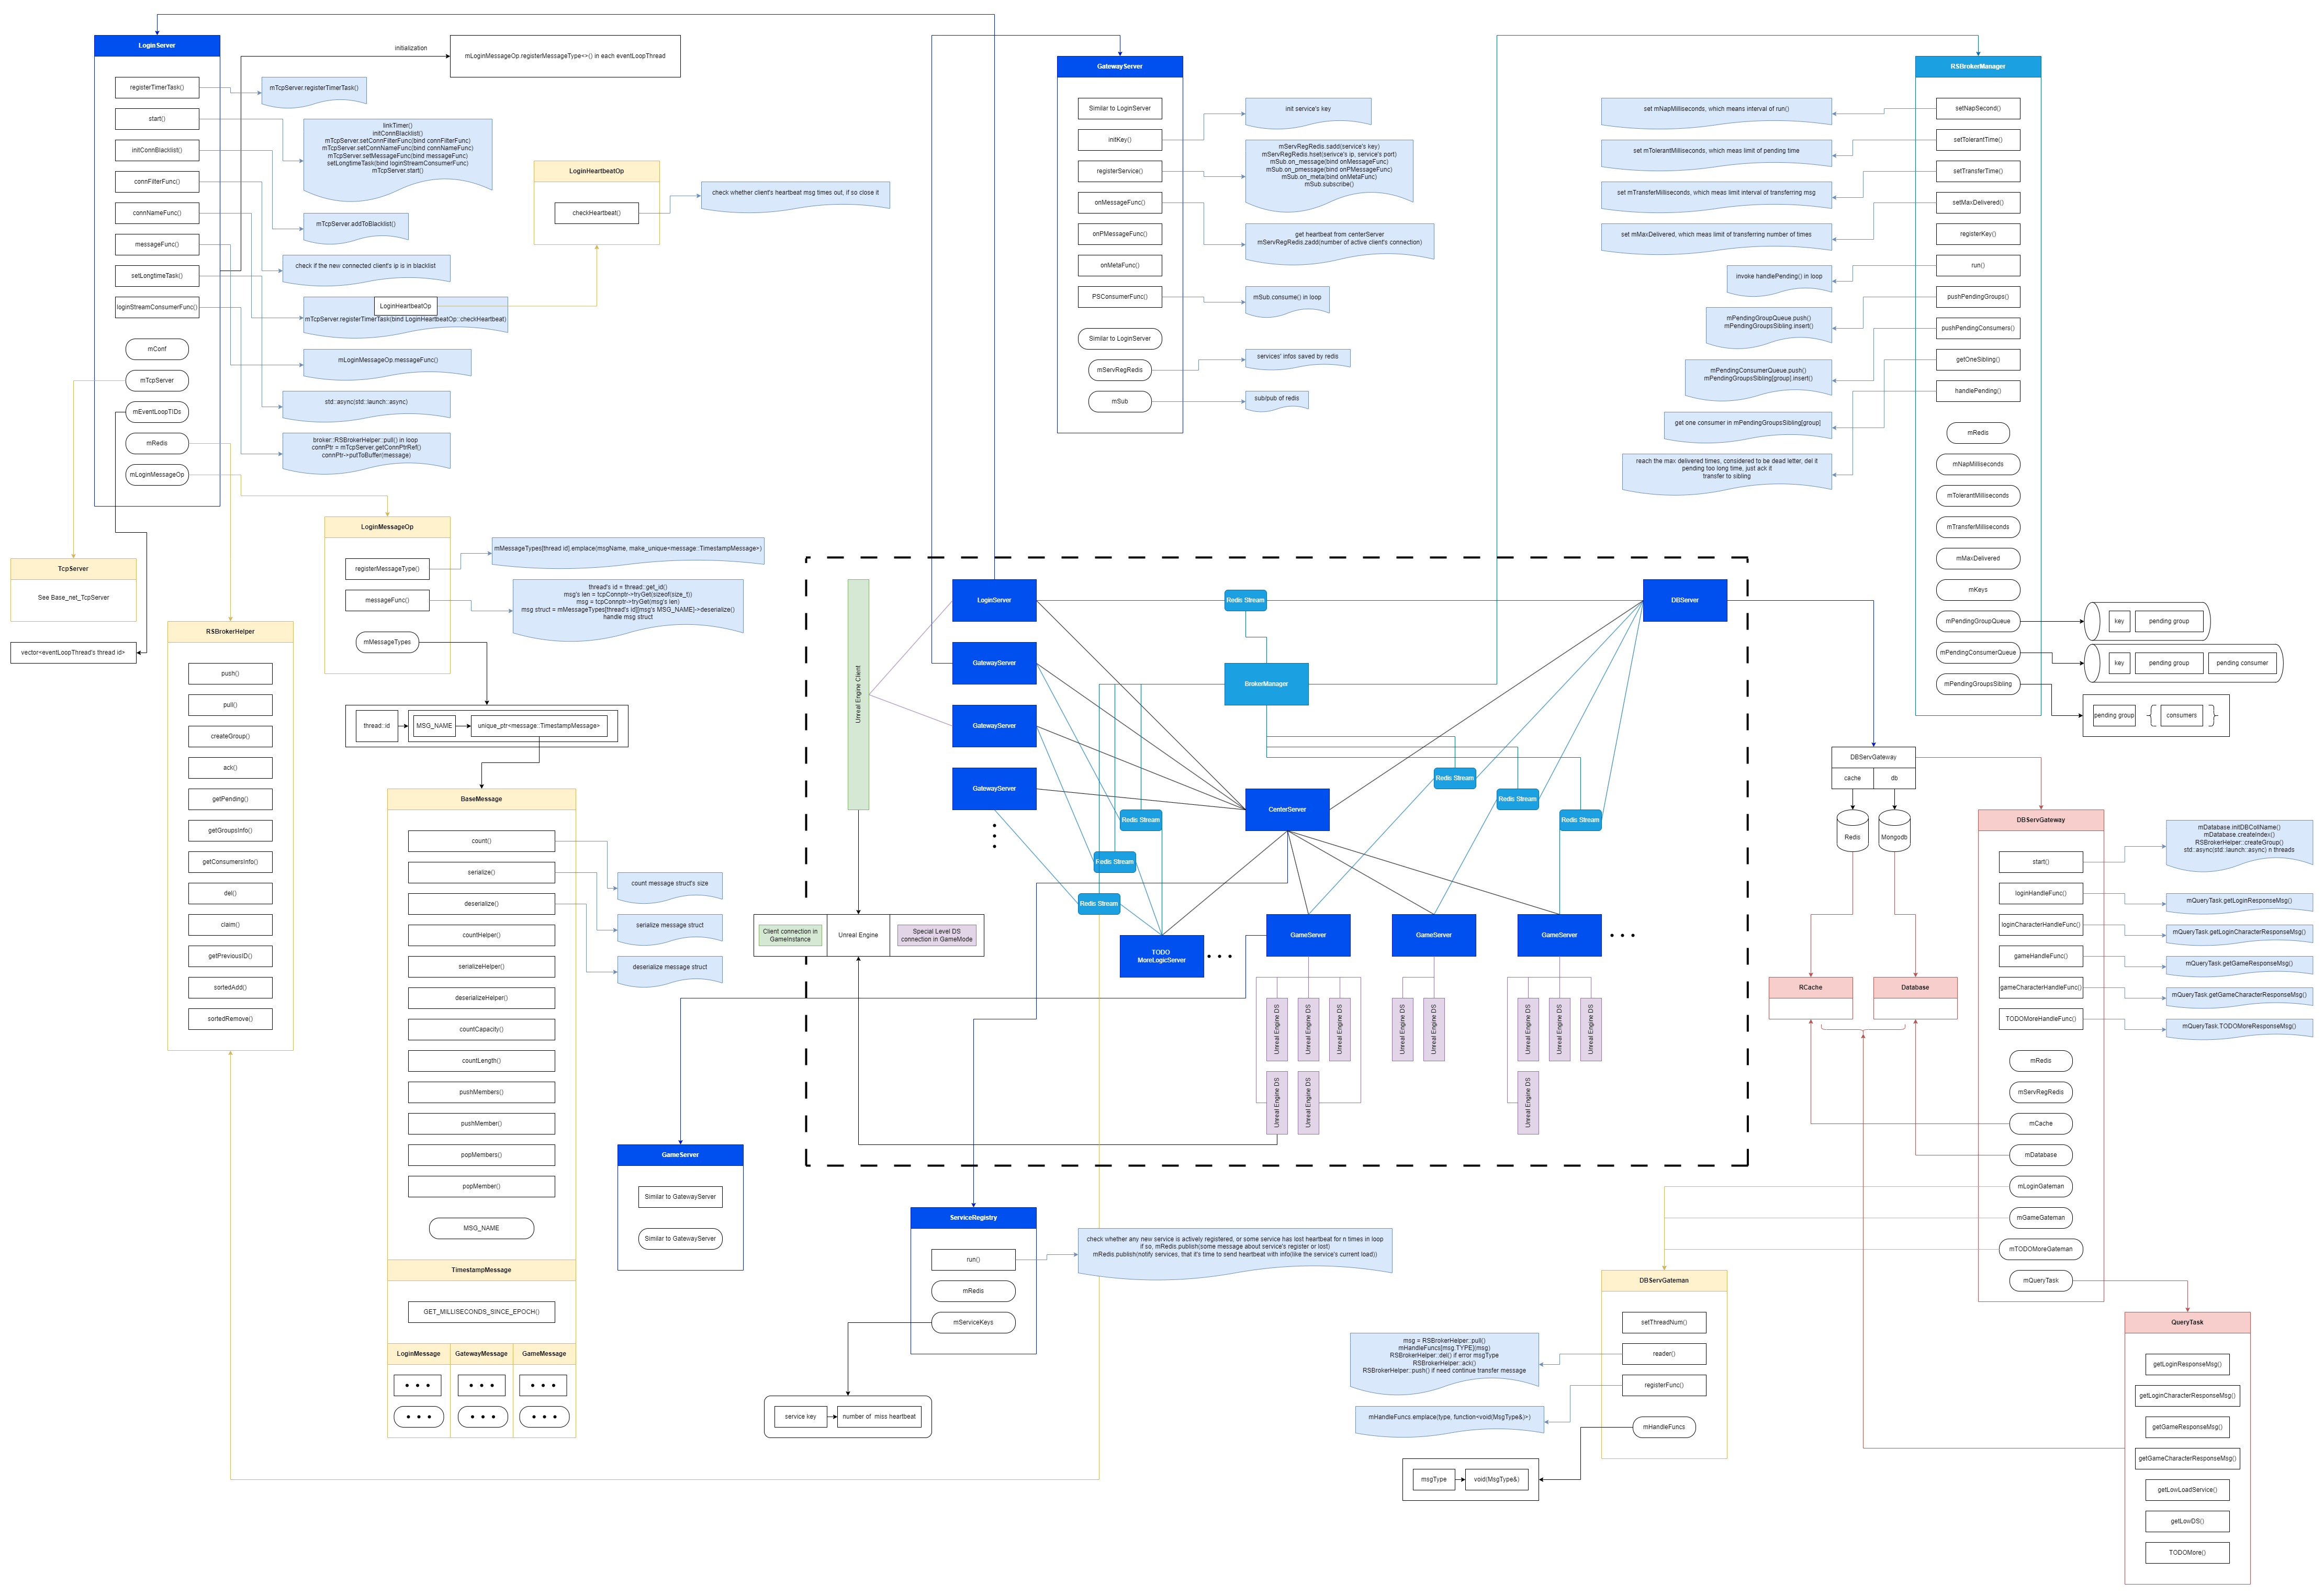 LoginServer
registerTimerTask()
start()
initConnBlacklist()
connFilterFunc()
connNameFunc()
messageFunc()
setLongtimeTask()
loginStreamConsumerFunc()
mConf
mTcpServer
mEventLoopTIDs
mRedis
mLoginMessageOp
initialization
mLoginMessageOp.registerMessageType<>() in each eventLoopThread
mTcpServer.registerTimerTask()
linkTimer()
initConnBlacklist()
mTcpServer.setConnFilterFunc(bind connFilterFunc)
mTcpServer.setConnNameFunc(bind connNameFunc)
mTcpServer.setMessageFunc(bind messageFunc)
setLongtimeTask(bind loginStreamConsumerFunc)
mTcpServer.start()
mTcpServer.addToBlacklist()
check if the new connected client's ip is in blacklist
LoginHeartbeatOp
mTcpServer.registerTimerTask(bind LoginHeartbeatOp::checkHeartbeat)
mLoginMessageOp.messageFunc()
std::async(std::launch::async)
broker::RSBrokerHelper::pull() in loop
connPtr = mTcpServer.getConnPtrRef()
connPtr->putToBuffer(message)
LoginHeartbeatOp
checkHeartbeat()
check whether client's heartbeat msg times out, if so close it
TcpServer
See Base_net_TcpServer
vector<eventLoopThread's thread id>
LoginMessageOp
registerMessageType()
messageFunc()
mMessageTypes
mMessageTypes[thread id].emplace(msgName, make_unique<message::TimestampMessage>)
thread's id = thread::get_id()
msg's len = tcpConnptr->tryGet(sizeof(size_t))
msg = tcpConnptr->tryGet(msg's len)
msg struct = mMessageTypes[thread's id][msg's MSG_NAME]->deserialize()
handle msg struct
thread::id
MSG_NAME
unique_ptr<message::TimestampMessage>
RSBrokerHelper
push()
pull()
createGroup()
ack()
getPending()
getGroupsInfo()
getConsumersInfo()
del()
claim()
getPreviousID()
sortedAdd()
sortedRemove()
BaseMessage
count()
serialize()
deserialize()
countHelper()
serializeHelper()
deserializeHelper()
countCapacity()
countLength()
pushMembers()
pushMember()
popMembers()
popMember()
MSG_NAME
count message struct's size
serialize message struct
deserialize message struct
TimestampMessage
GET_MILLISECONDS_SINCE_EPOCH()
LoginMessage
GatewayMessage
GameMessage
GatewayServer
Similar to LoginServer
initKey()
registerService()
onMessageFunc()
onPMessageFunc()
onMetaFunc()
PSConsumerFunc()
Similar to LoginServer
mServRegRedis
mSub
init service's key
mServRegRedis.sadd(service's key)
mServRegRedis.hset(serivce's ip, service's port)
mSub.on_message(bind onMessageFunc)
mSub.on_pmessage(bind onPMessageFunc)
mSub.on_meta(bind onMetaFunc)
mSub.subscribe()
get heartbeat from centerServer
mServRegRedis.zadd(number of active client's connection)
mSub.consume() in loop
services' infos saved by redis
sub/pub of redis
RSBrokerManager
setNapSecond()
setTolerantTime()
setTransferTime()
setMaxDelivered()
registerKey()
run()
pushPendingGroups()
pushPendingConsumers()
getOneSibling()
handlePending()
mRedis
mNapMilliseconds
mTolerantMilliseconds
mTransferMilliseconds
mMaxDelivered
mKeys
mPendingGroupQueue
mPendingConsumerQueue
mPendingGroupsSibling
set mNapMilliseconds, which means interval of run()
set mTolerantMilliseconds, which meas limit of pending time
set mTransferMilliseconds, which meas limit interval of transferring msg
set mMaxDelivered, which meas limit of transferring number of times
invoke handlePending() in loop
mPendingGroupQueue.push()
mPendingGroupsSibling.insert()
mPendingConsumerQueue.push()
mPendingGroupsSibling[group].insert()
get one consumer in mPendingGroupsSibling[group]
reach the max delivered times, considered to be dead letter, del it
pending too long time, just ack it
transfer to sibling
key
pending group
key
pending group
pending consumer
pending group
{
consumers
}
Unreal Engine Client
LoginServer
GatewayServer
GatewayServer
GatewayServer
Redis Stream
BrokerManager
DBServer
CenterServer
Redis Stream
Redis Stream
Redis Stream
Redis Stream
Redis Stream
Redis Stream
TODO
MoreLogicServer
GameServer
GameServer
GameServer
Unreal Engine DS
Unreal Engine DS
Unreal Engine DS
Unreal Engine DS
Unreal Engine DS
Unreal Engine DS
Unreal Engine DS
Unreal Engine DS
Unreal Engine DS
Unreal Engine DS
Unreal Engine DS
Client connection in
GameInstance
Unreal Engine
Special Level DS
connection in GameMode
GameServer
Similar to GatewayServer
Similar to GatewayServer
ServiceRegistry
run()
mRedis
mServiceKeys
check whether any new service is actively registered, or some service has lost heartbeat for n times in loop
if so, mRedis.publish(some message about service's register or lost)
mRedis.publish(notify services, that it's time to send heartbeat with info(like the service's current load))
service key
number of  miss heartbeat
DBServGateway
cache
db
Redis
Mongodb
RCache
Database
DBServGateway
start()
loginHandleFunc()
loginCharacterHandleFunc()
gameHandleFunc()
gameCharacterHandleFunc()
TODOMoreHandleFunc()
mRedis
mServRegRedis
mCache
mDatabase
mLoginGateman
mGameGateman
mTODOMoreGateman
mQueryTask
mDatabase.initDBCollName()
mDatabase.createIndex()
RSBrokerHelper::createGroup()
std::async(std::launch::async) n threads
mQueryTask.getLoginResponseMsg()
mQueryTask.getLoginCharacterResponseMsg()
mQueryTask.getGameResponseMsg()
mQueryTask.getGameCharacterResponseMsg()
mQueryTask.TODOMoreResponseMsg()
DBServGateman
setThreadNum()
reader()
registerFunc()
mHandleFuncs
msg = RSBrokerHelper::pull()
mHandleFuncs[msg.TYPE](msg)
RSBrokerHelper::del() if error msgType
RSBrokerHelper::ack()
RSBrokerHelper::push() if need continue transfer message
mHandleFuncs.emplace(type, function<void(MsgType&)>)
msgType
void(MsgType&)
QueryTask
getLoginResponseMsg()
getLoginCharacterResponseMsg()
getGameResponseMsg()
getGameCharacterResponseMsg()
getLowLoadService()
getLowDS()
TODOMore()